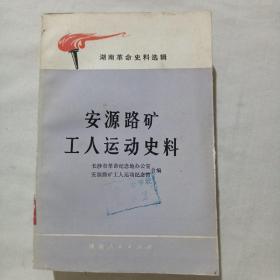 湖南革命史料选辑
安源路矿
工人运动史料
长沙市革命纪念地办公室
安源路矿工人运动纪念馆
合编
湖南人民出版社